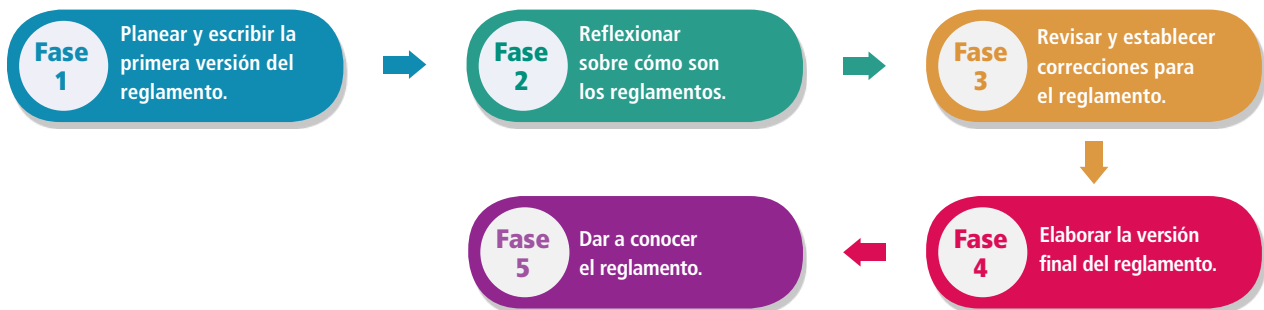 Fase
1
Planear y escribir la
primera versión del
reglamento.
Fase
2
Reflexionar
sobre cómo son
los reglamentos.
Fase
3
Revisar y establecer
correcciones para
el reglamento.
Fase
4
Elaborar la versión
final del reglamento.
Fase
5
Dar a conocer
el reglamento.